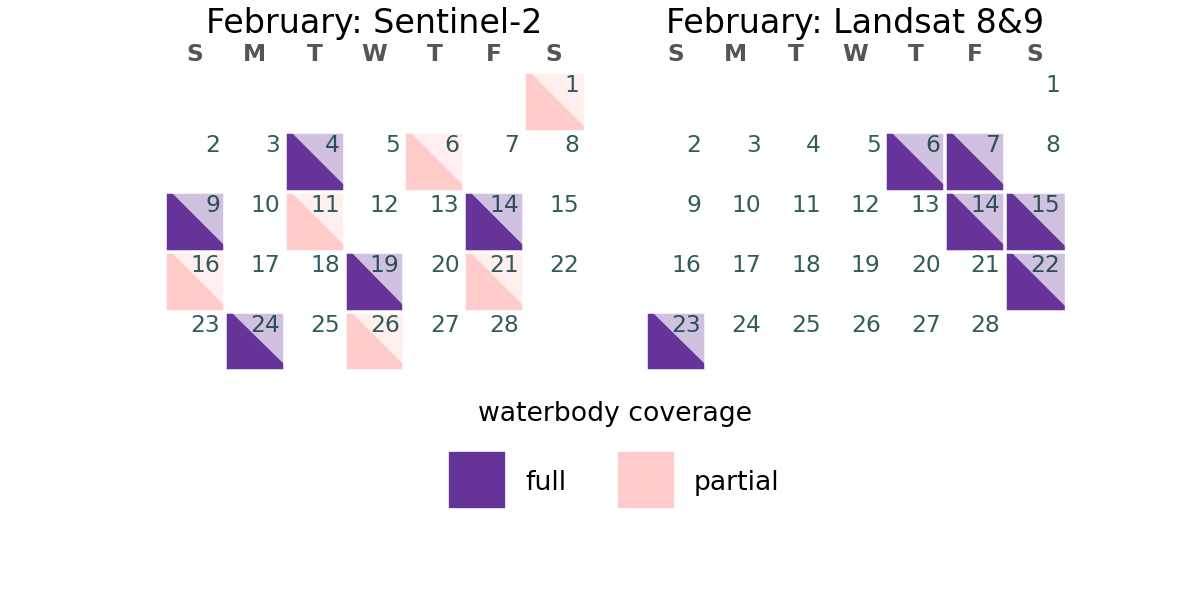 February: Sentinel-2
S M T W T F S
1
2 3 4 5 6 7 8
9 10 11 12 13 14 15
16 17 18 19 20 21 22
23 24 25 26 27 28
February: Landsat 8&9
S M T W T F S
1
2 3 4 5 6 7 8
9 10 11 12 13 14 15
16 17 18 19 20 21 22
23 24 25 26 27 28
waterbody coverage
full partial